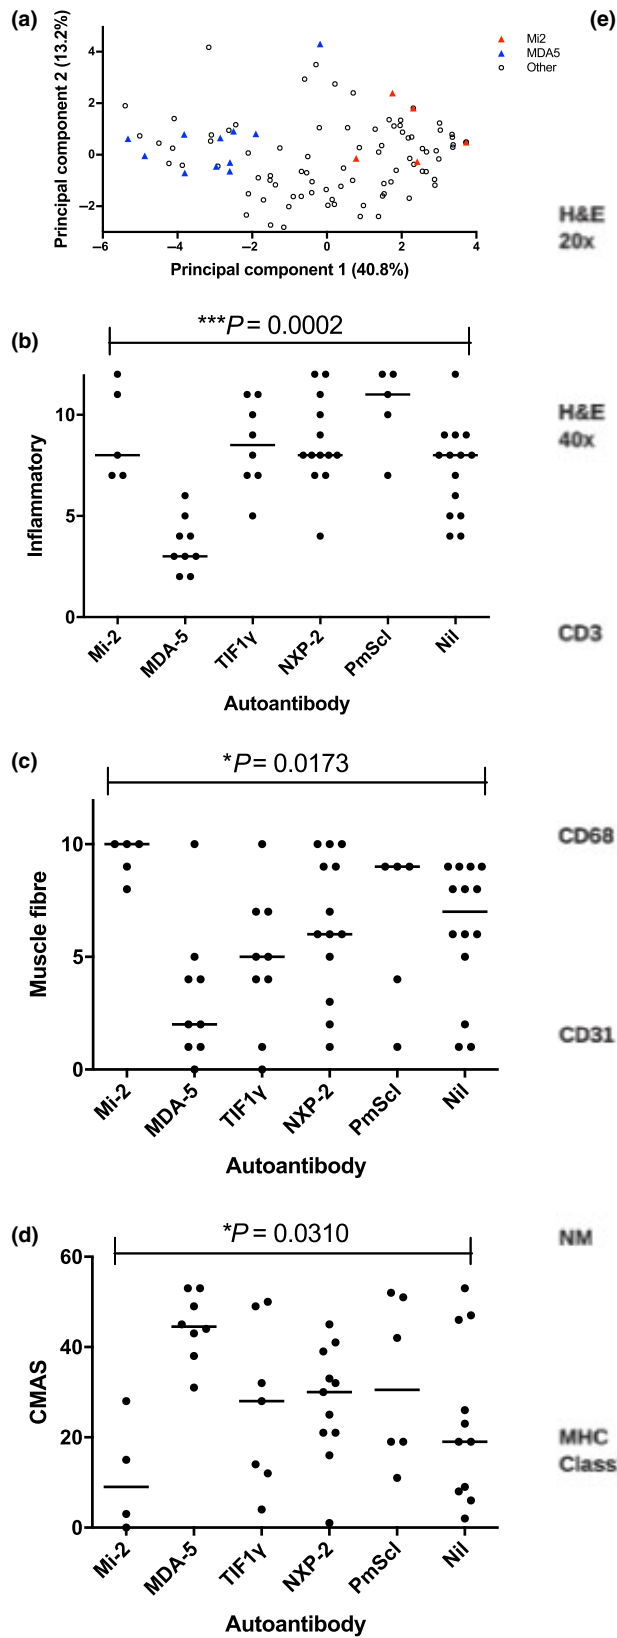 (a)
Principal component 2 (13.2%)
4
2
0
−2
−6
−4
−2
0
2
4
Principal component 1 (40.8%)
Mi2
MDA5
Other
(b)
***P = 0.0002
Inflammatory
10
5
0
Mi-2
MDA-5
TIF1γ
NXP-2
PmScl
Nil
Autoantibody
(c)
*P = 0.0173
Muscle fibre
10
5
0
Mi-2
MDA-5
TIF1γ
NXP-2
PmScl
Nil
Autoantibody
(d)
*P = 0.0310
CMAS
60
40
20
0
Mi-2
MDA-5
TIF1γ
NXP-2
PmScl
Nil
Autoantibody
(e)
H&E
20x
H&E
40x
CD3
CD68
CD31
NM
MHC
Class